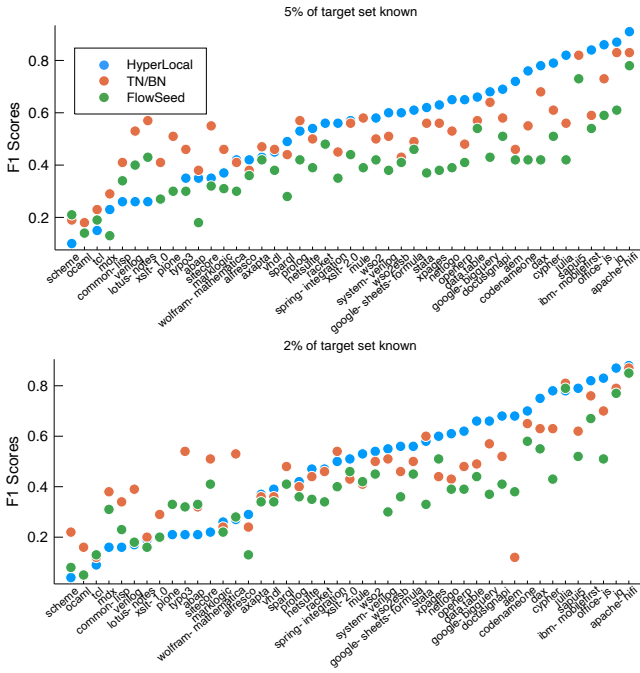 5% of target set known
F1 Scores
0.8
0.6
0.4
0.2
HyperLocal
TN/BN
FlowSeed
scheme
ocaml
tcl
mdx
common- lisp
verilog
lotus- notes
xslt- 1.0
plone
typo3
abap
sitecore
marklogic
wolfram- mathematica
alfresco
axapta
vhdl
sparql
prolog
netsuite
racket
spring- integration
xslt- 2.0
mule
wso2
system- verilog
wso2esb
google- sheets- formula
stata
xpages
netlogo
openerp
data.table
google- bigquery
docusignapi
aem
codenameone
dax
cypher
julia
sapui5
ibm- mobilefirst
office- js
jq
apache- nifi
2% of target set known
F1 Scores
0.8
0.6
0.4
0.2
scheme
ocaml
tcl
mdx
common- lisp
verilog
lotus- notes
xslt- 1.0
plone
typo3
abap
sitecore
marklogic
wolfram- mathematica
alfresco
axapta
vhdl
sparql
prolog
netsuite
racket
spring- integration
xslt- 2.0
mule
wso2
system- verilog
wso2esb
google- sheets- formula
stata
xpages
netlogo
openerp
data.table
google- bigquery
docusignapi
aem
codenameone
dax
cypher
julia
sapui5
ibm- mobilefirst
office- js
jq
apache- nifi